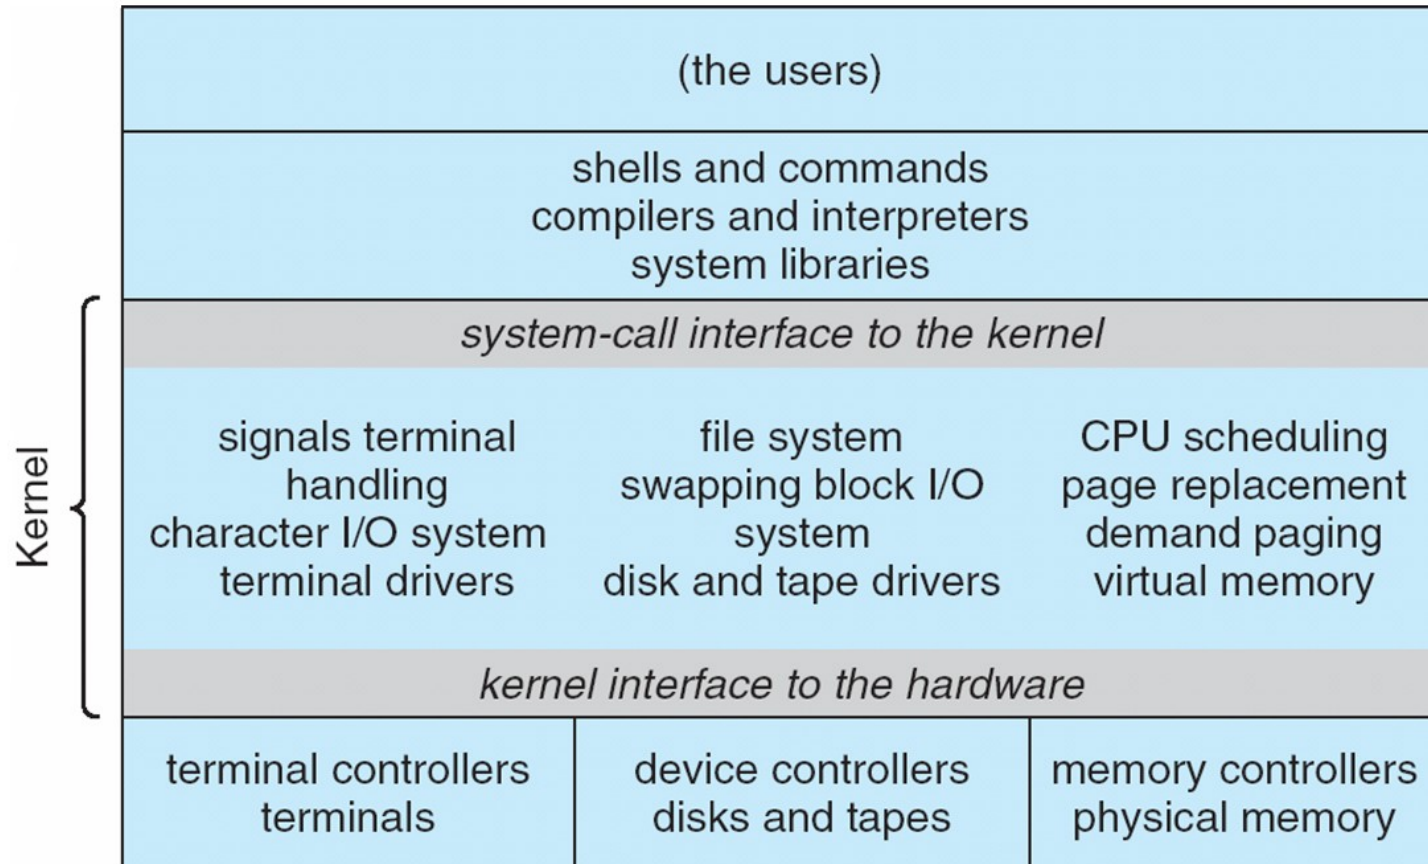 (the users)
shells and commands
compilers and interpreters
system libraries
Kernel
system-call interface to the kernel
signals terminal
handling
character I/O system
terminal drivers
file system
swapping block I/O
system
disk and tape drivers
CPU scheduling
page replacement
demand paging
virtual memory
kernel interface to the hardware
terminal controllers
terminals
device controllers
disks and tapes
memory controllers
physical memory